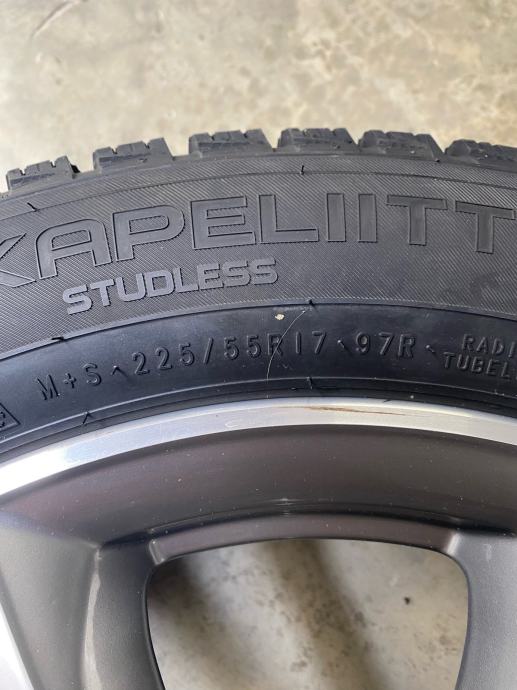 KAPELIITT
STUDLESS
M+S 225/55R17 97R RADI
TUBEL